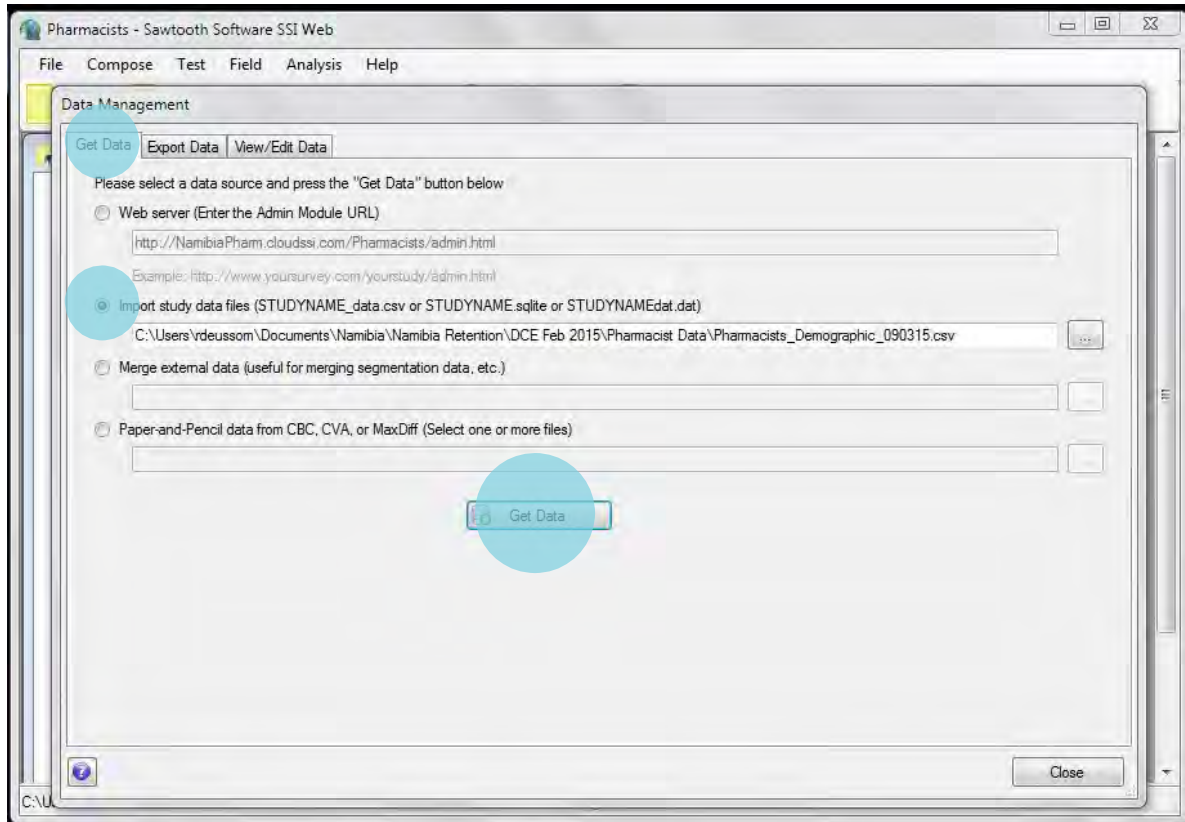 Pharmacists - Sawtooth Software SSI Web
File Compose Test Field Analysis Help
Data Management
Get Data Export Data View/Edit Data
Please select a data source and press the "Get Data" button below
Web server (Enter the Admin Module URL)
http://NamibiaPharm.cloudssi.com/Pharmacists/admin.html
Example: http://www.yoursurvey.com/yourstudy/admin.html
Import study data files (STUDYNAME_data.csv or STUDYNAME.sqlite or STUDYNAMEdat.dat)
C:\Users\rdeussom\Documents\Namibia\Namibia Retention\DCE Feb 2015\Pharmacist Data\Pharmacists_Demographic_090315.csv
...
Merge external data (useful for merging segmentation data, etc.)
Paper-and-Pencil data from CBC, CVA, or MaxDiff (Select one or more files)
Get Data
Close
C:\U